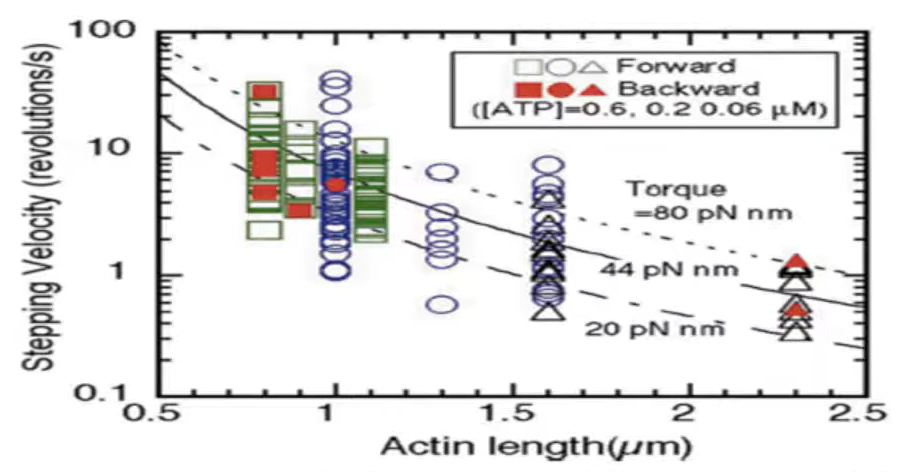 100
10
1
0.1
Stepping Velocity (revolutions/s)
Forward
Backward
([ATP]=0.6, 0.2 0.06 μM)
Torque
=80 pN nm
44 pN nm
20 pN nm
0.5 1 1.5 2 2.5
Actin length(μm)